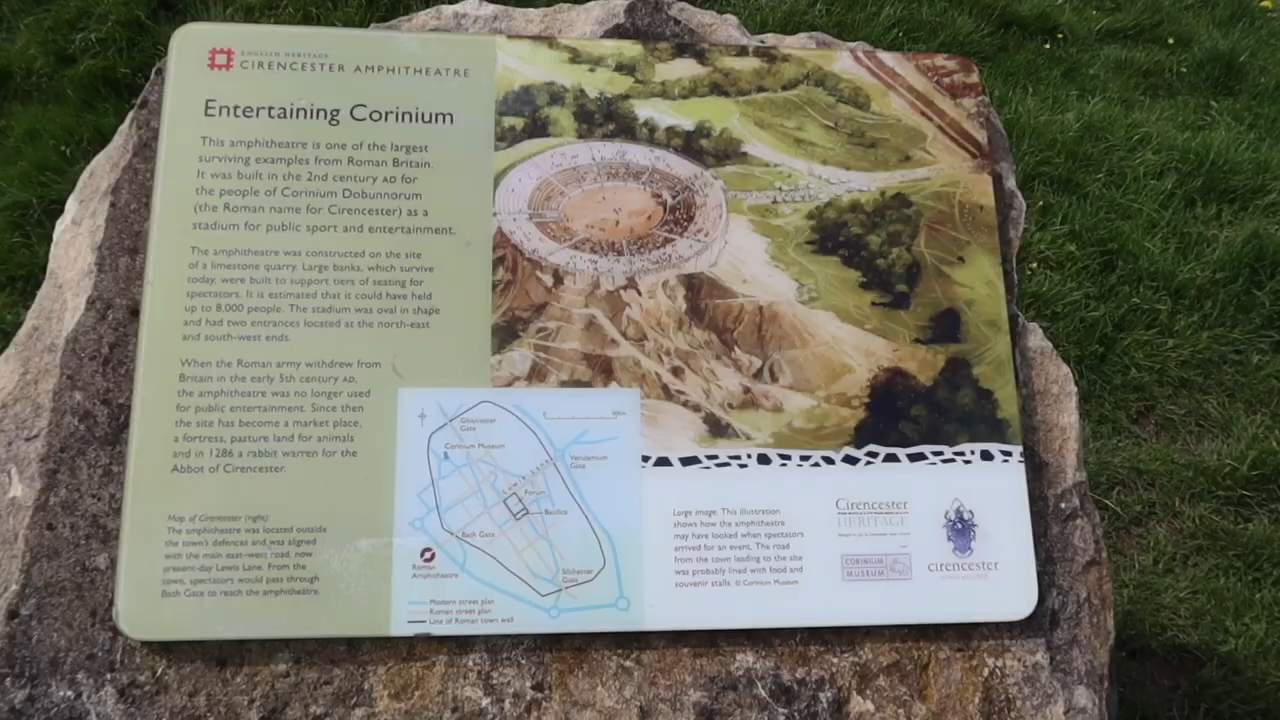 ENGLISH HERITAGE
CIRENCESTER AMPHITHEATRE
Entertaining Corinium
This amphitheatre is one of the largest
surviving examples from Roman Britain.
It was built in the 2nd century AD for
the people of Corinium Dobunnorum
(the Roman name for Cirencester) as a
stadium for public sport and entertainment.
The amphitheatre was constructed on the site
of a limestone quarry. Large banks, which survive
today, were built to support tiers of seating for
spectators. It is estimated that it could have held
up to 8,000 people. The stadium was oval in shape
and had two entrances located at the north-east
and south-west ends.
When the Roman army withdrew from
Britain in the early 5th century AD,
the amphitheatre was no longer used
for public entertainment. Since then
the site has become a market place,
a fortress, pasture land for animals
and in 1286 a rabbit warren for the
Abbot of Cirencester.
Map of Cirencester (right):
The amphitheatre was located outside
the town's defences and was aligned
with the main east-west road, now
present-day Lewis Lane. From the
town, spectators would pass through
Bath Gate to reach the amphitheatre.
Gloucester
Gate
Corinium Museum
Verulamium
Gate
Lewis Lane
Forum
Basilica
Bath Gate
Roman
Amphitheatre
Silchester
Gate
Modern street plan
Roman street plan
Line of Roman town wall
Large image: This illustration
shows how the amphitheatre
may have looked when spectators
arrived for an event. The road
from the town leading to the site
was probably lined with food and
souvenir stalls. © Corinium Museum
Cirencester
HERITAGE
CORINIUM
MUSEUM
cirencester